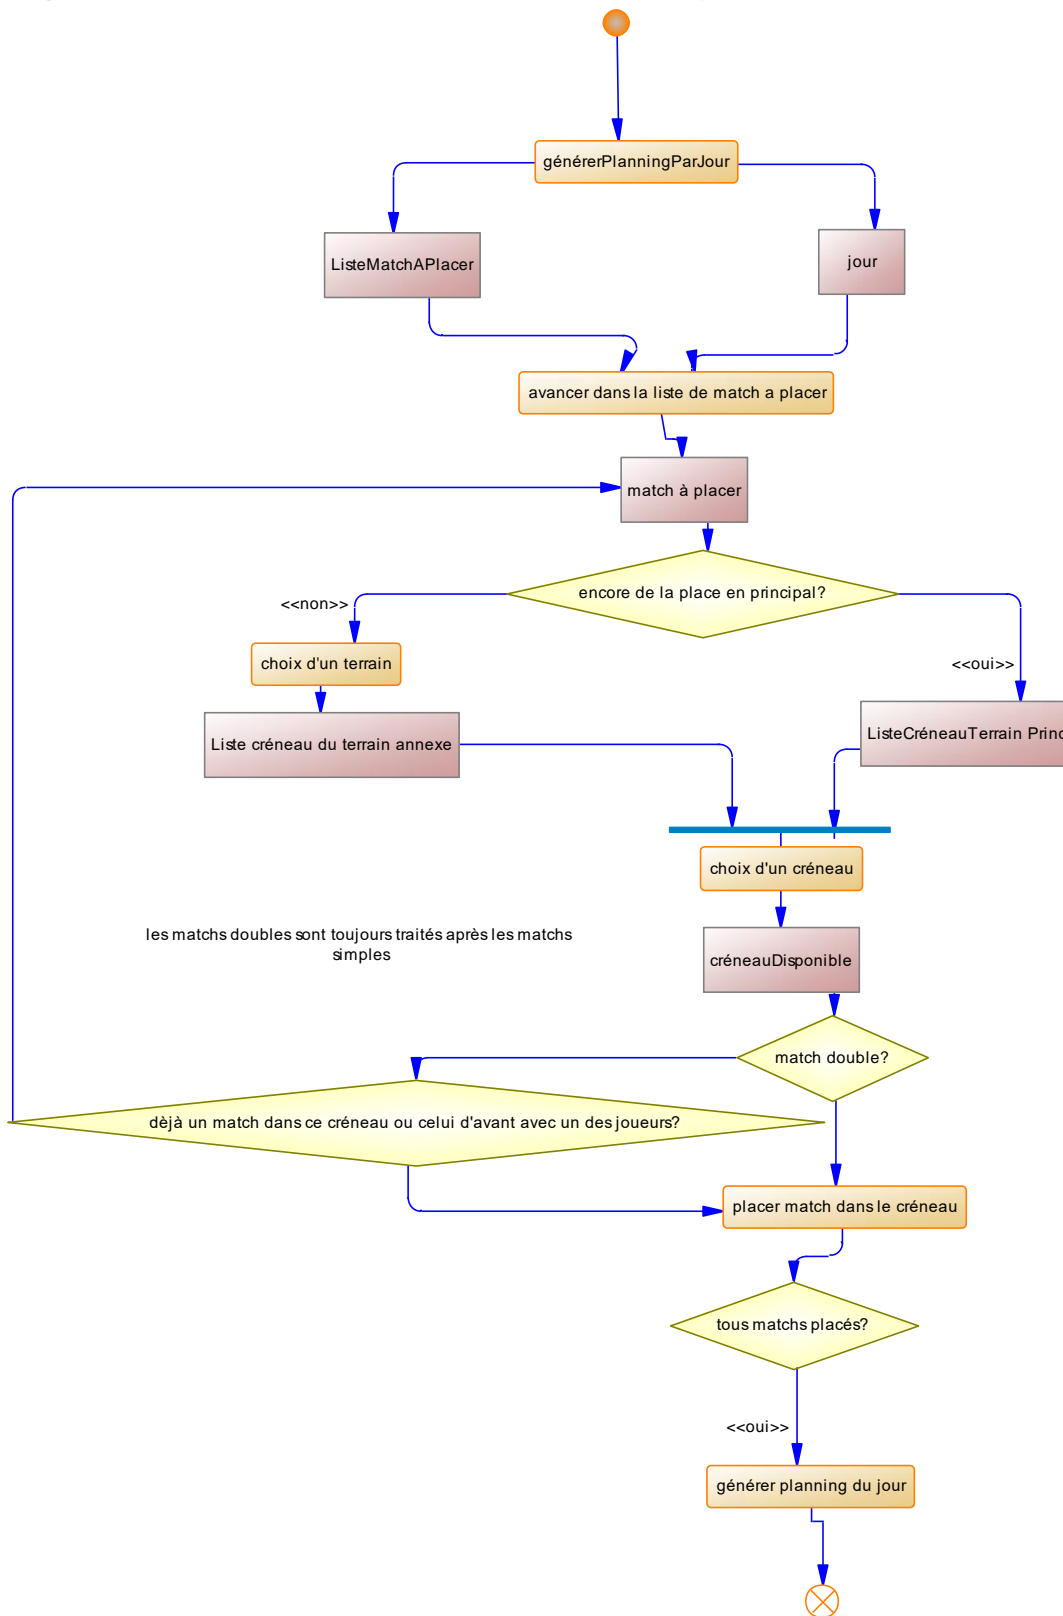 générerPlanningParJour
ListeMatchAPlacer
jour
avancer dans la liste de match a placer
match à placer
encore de la place en principal?
<<non>>
choix d'un terrain
<<oui>>
Liste créneau du terrain annexe
ListeCréneauTerrain Princ
choix d'un créneau
les matchs doubles sont toujours traités après les matchs
simples
créneauDisponible
match double?
dèjà un match dans ce créneau ou celui d'avant avec un des joueurs?
placer match dans le créneau
tous matchs placés?
<<oui>>
générer planning du jour